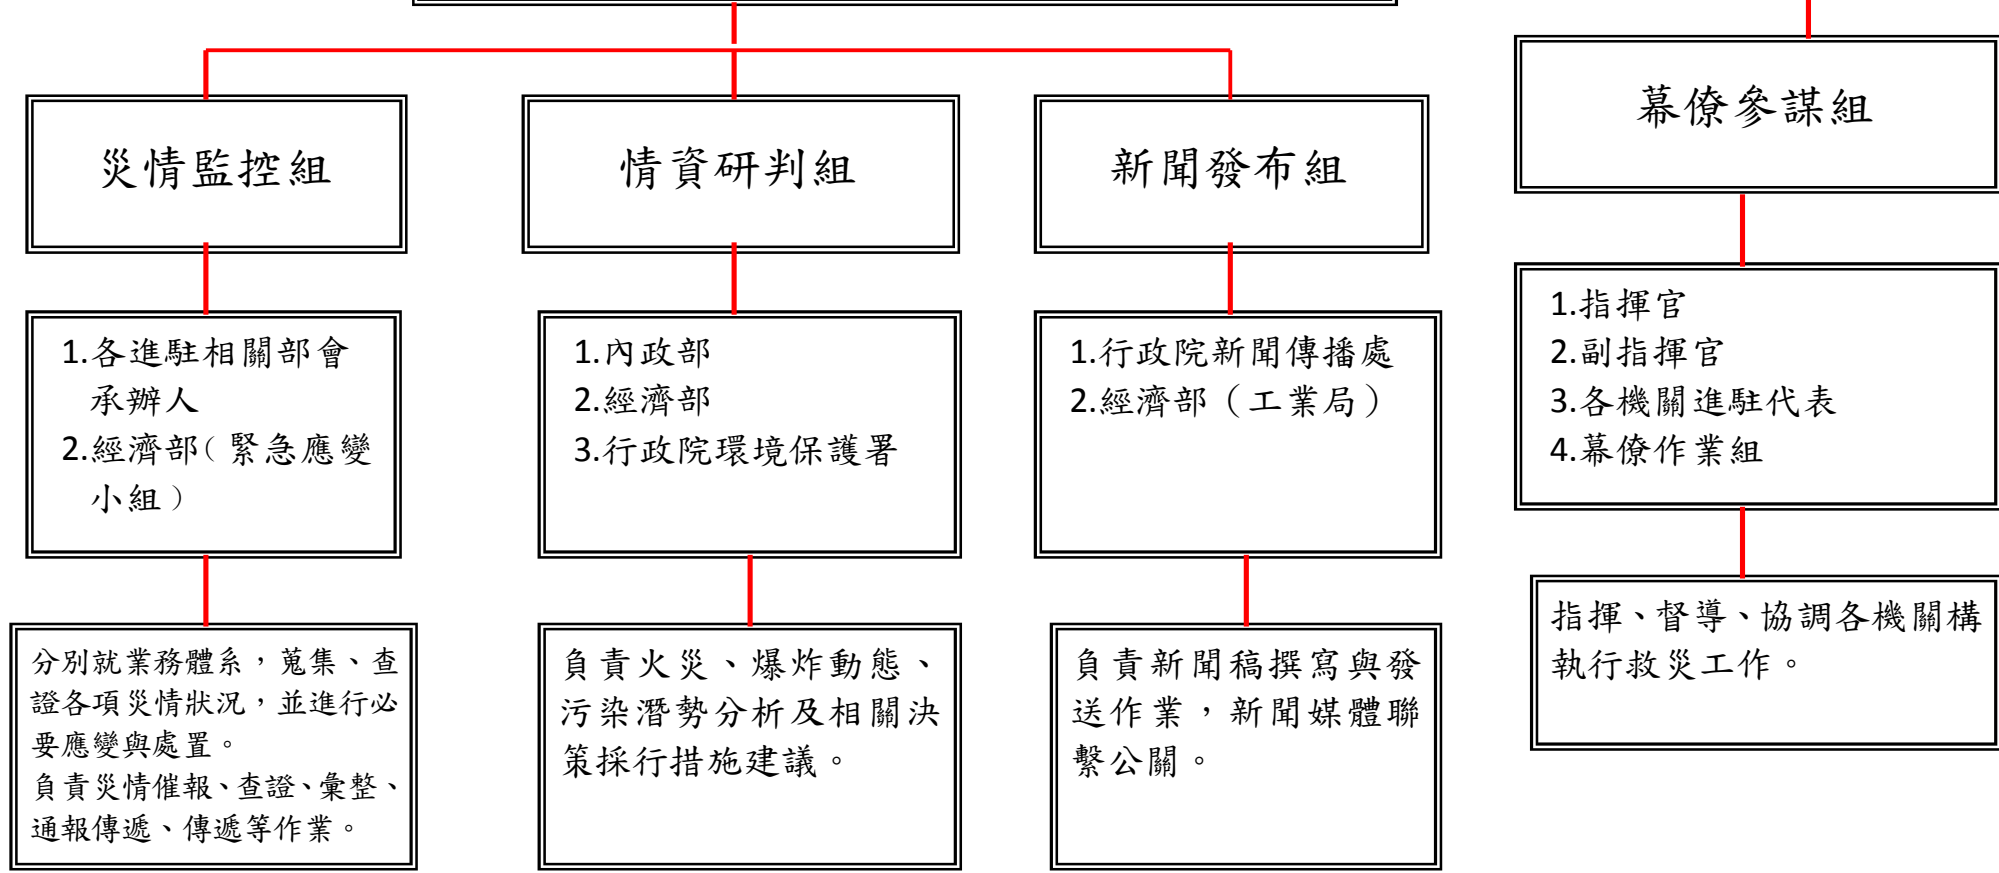 災情監控組
1.各進駐相關部會
承辦人
2.經濟部(緊急應變
小組)
分別就業務體系,蒐集、查
證各項災情狀況,並進行必
要應變與處置。
負責災情催報、查證、彙整、
通報傳遞、傳遞等作業。
情資研判組
1.內政部
2.經濟部
3.行政院環境保護署
負責火災、爆炸動態、
污染潛勢分析及相關決
策採行措施建議。
新聞發布組
1.行政院新聞傳播處
2.經濟部(工業局)
負責新聞稿撰寫與發
送作業,新聞媒體聯
繫公關。
幕僚參謀組
1.指揮官
2.副指揮官
3.各機關進駐代表
4.幕僚作業組
指揮、督導、協調各機關構
執行救災工作。